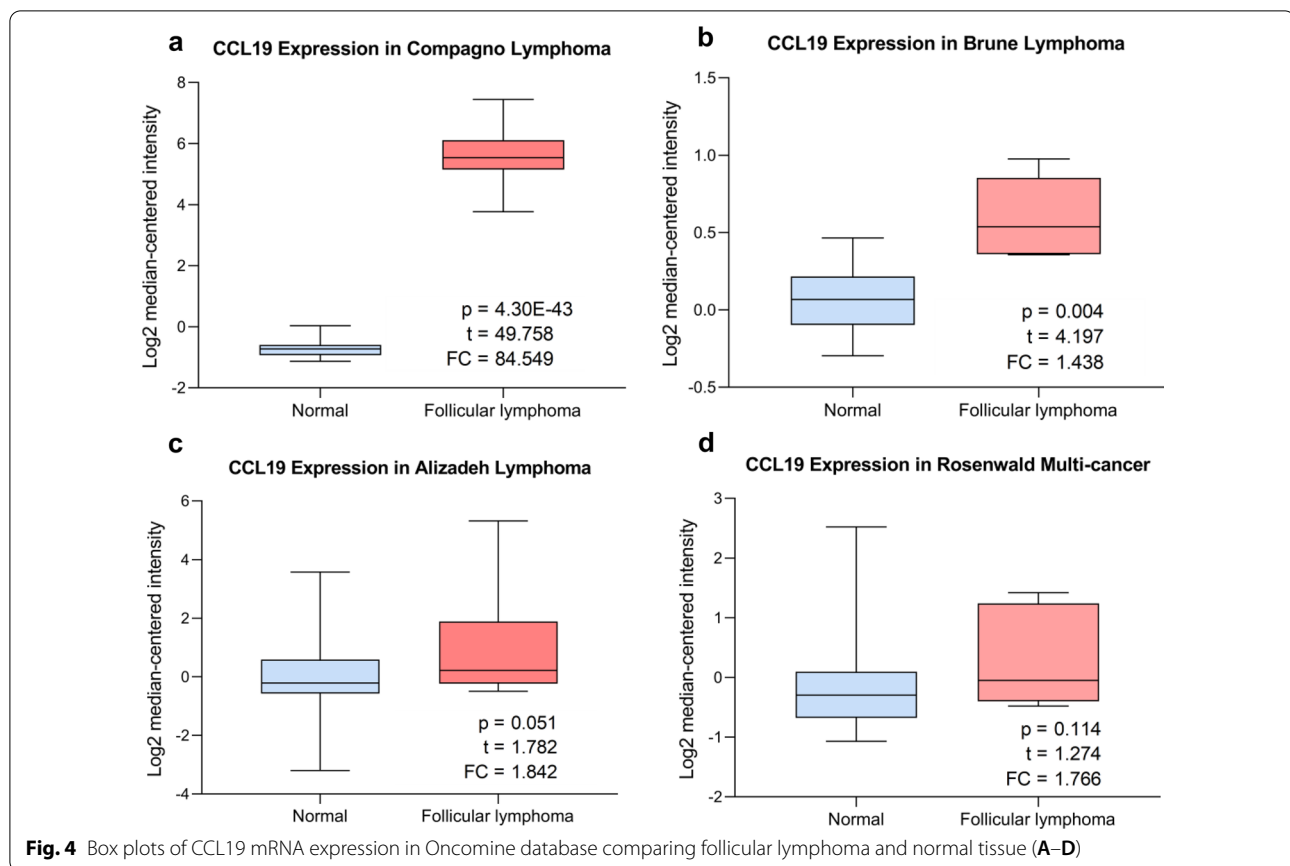 a
CCL19 Expression in Compagno Lymphoma
Log2 median-centered intensity
8
6
4
2
0
-2
p = 4.30E-43
t = 49.758
FC = 84.549
Normal
Follicular lymphoma
b
CCL19 Expression in Brune Lymphoma
Log2 median-centered intensity
1.5
1.0
0.5
0.0
-0.5
p = 0.004
t = 4.197
FC = 1.438
Normal
Follicular lymphoma
c
CCL19 Expression in Alizadeh Lymphoma
Log2 median-centered intensity
6
4
2
0
-2
-4
p = 0.051
t = 1.782
FC = 1.842
Normal
Follicular lymphoma
d
CCL19 Expression in Rosenwald Multi-cancer
Log2 median-centered intensity
3
2
1
0
-1
-2
p = 0.114
t = 1.274
FC = 1.766
Normal
Follicular lymphoma
Fig. 4 Box plots of CCL19 mRNA expression in Oncomine database comparing follicular lymphoma and normal tissue (A–D)